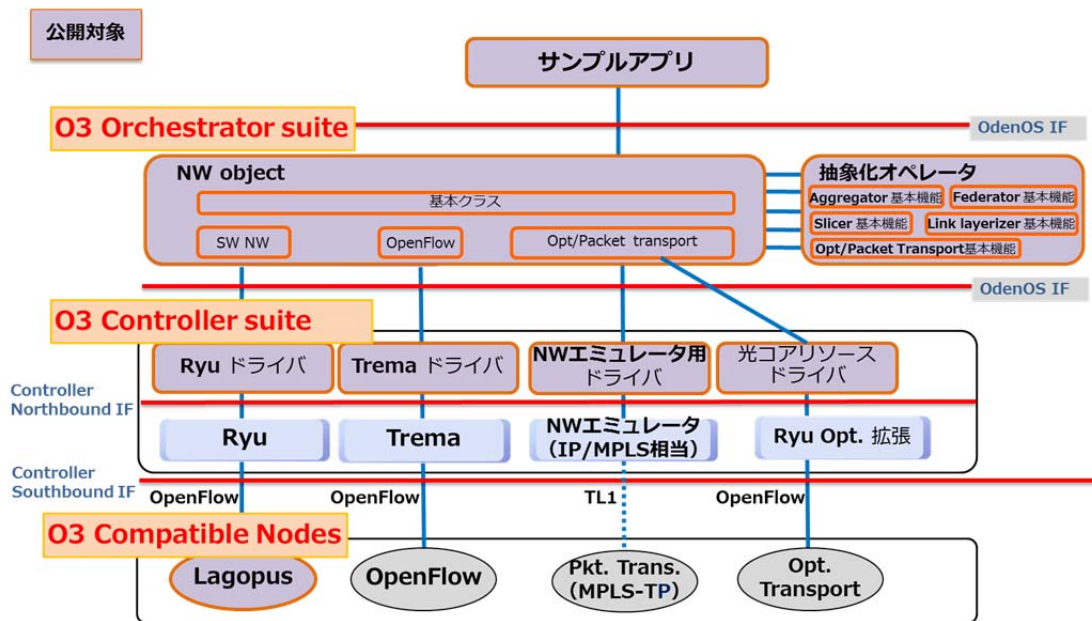 公開対象
サンプルアプリ
O3 Orchestrator suite
OdenOS IF
NW object
基本クラス
SW NW
OpenFlow
Opt/Packet transport
抽象化オペレータ
Aggregator 基本機能
Federator 基本機能
Slicer 基本機能
Link layerizer 基本機能
Opt/Packet Transport基本機能
OdenOS IF
O3 Controller suite
Ryu ドライバ
Trema ドライバ
NWエミュレータ用
ドライバ
光コアリソース
ドライバ
Controller
Northbound IF
Ryu
Trema
NWエミュレータ
（IP/MPLS相当）
Ryu Opt. 拡張
Controller
Southbound IF
OpenFlow
OpenFlow
TL1
OpenFlow
O3 Compatible Nodes
Lagopus
OpenFlow
Pkt. Trans.
(MPLS-TP)
Opt.
Transport